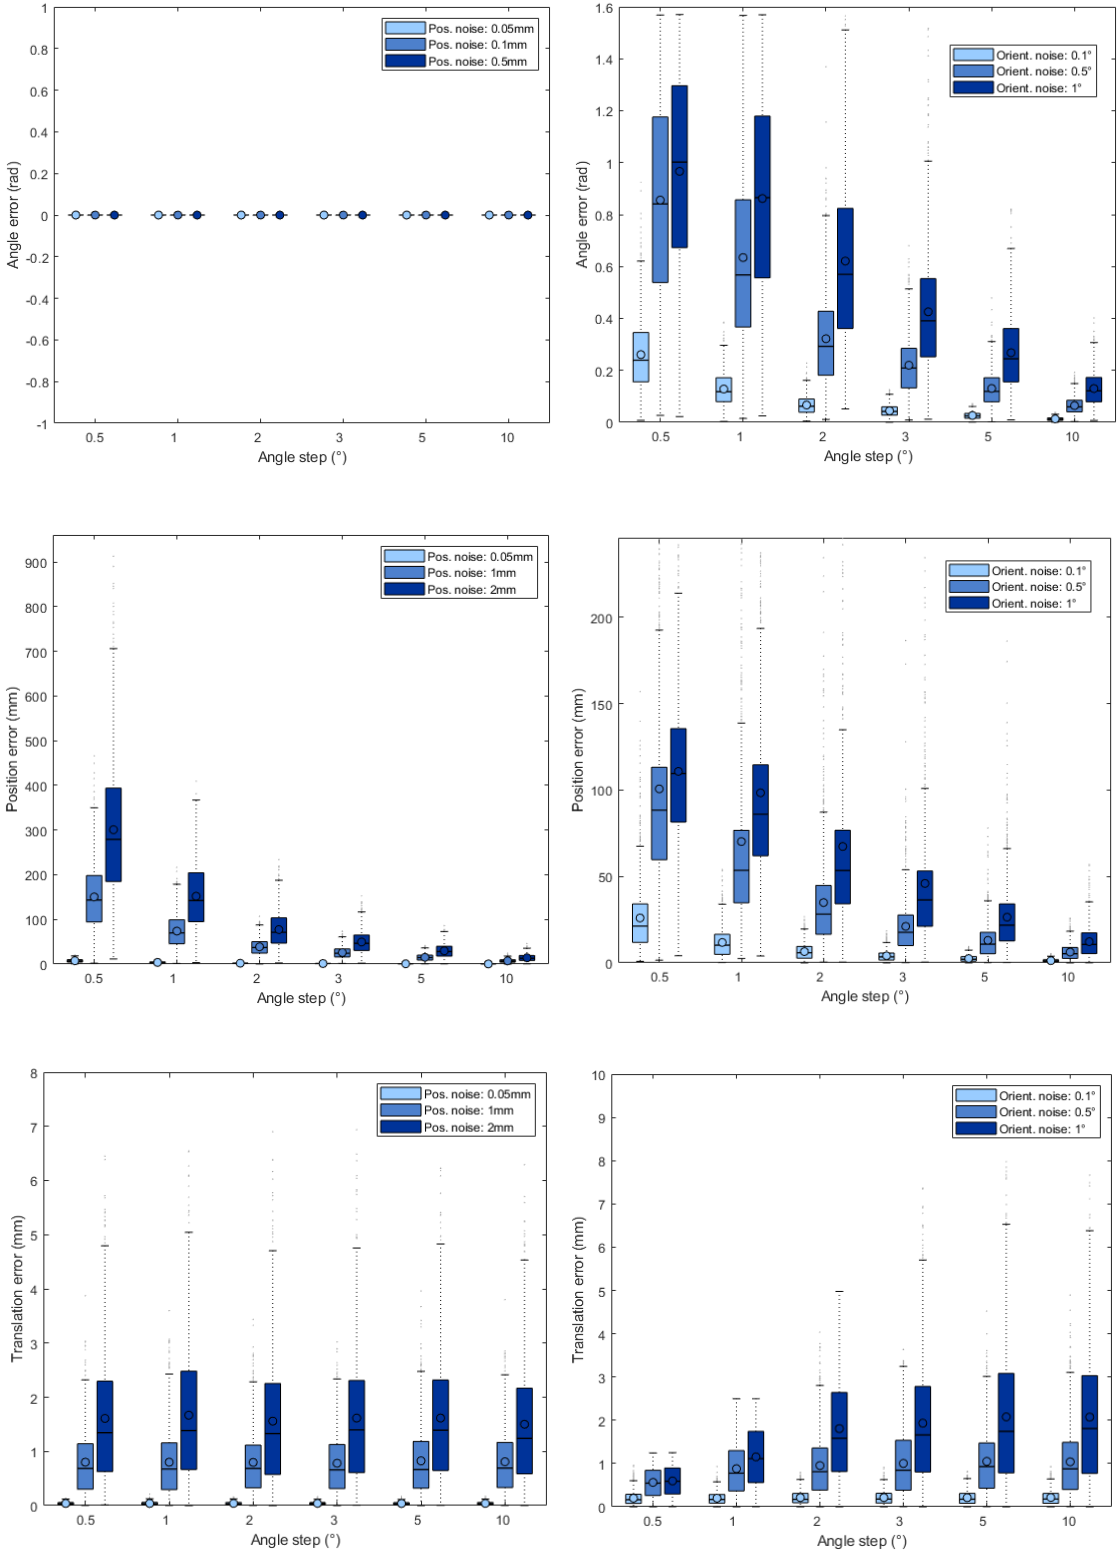 1
0.8
0.6
0.4
0.2
0
-0.2
-0.4
-0.6
-0.8
-1
Angle error (rad)
Pos. noise: 0.05mm
Pos. noise: 0.1mm
Pos. noise: 0.5mm
0.5 1 2 3 5 10
Angle step (°)
1.6
1.4
1.2
1
0.8
0.6
0.4
0.2
0
Angle error (rad)
Orient. noise: 0.1°
Orient. noise: 0.5°
Orient. noise: 1°
0.5 1 2 3 5 10
Angle step (°)
900
800
700
600
500
400
300
200
100
0
Position error (mm)
Pos. noise: 0.05mm
Pos. noise: 1mm
Pos. noise: 2mm
0.5 1 2 3 5 10
Angle step (°)
200
150
100
50
0
Position error (mm)
Orient. noise: 0.1°
Orient. noise: 0.5°
Orient. noise: 1°
0.5 1 2 3 5 10
Angle step (°)
8
7
6
5
4
3
2
1
0
Translation error (mm)
Pos. noise: 0.05mm
Pos. noise: 1mm
Pos. noise: 2mm
0.5 1 2 3 5 10
Angle step (°)
10
9
8
7
6
5
4
3
2
1
0
Translation error (mm)
Orient. noise: 0.1°
Orient. noise: 0.5°
Orient. noise: 1°
0.5 1 2 3 5 10
Angle step (°)